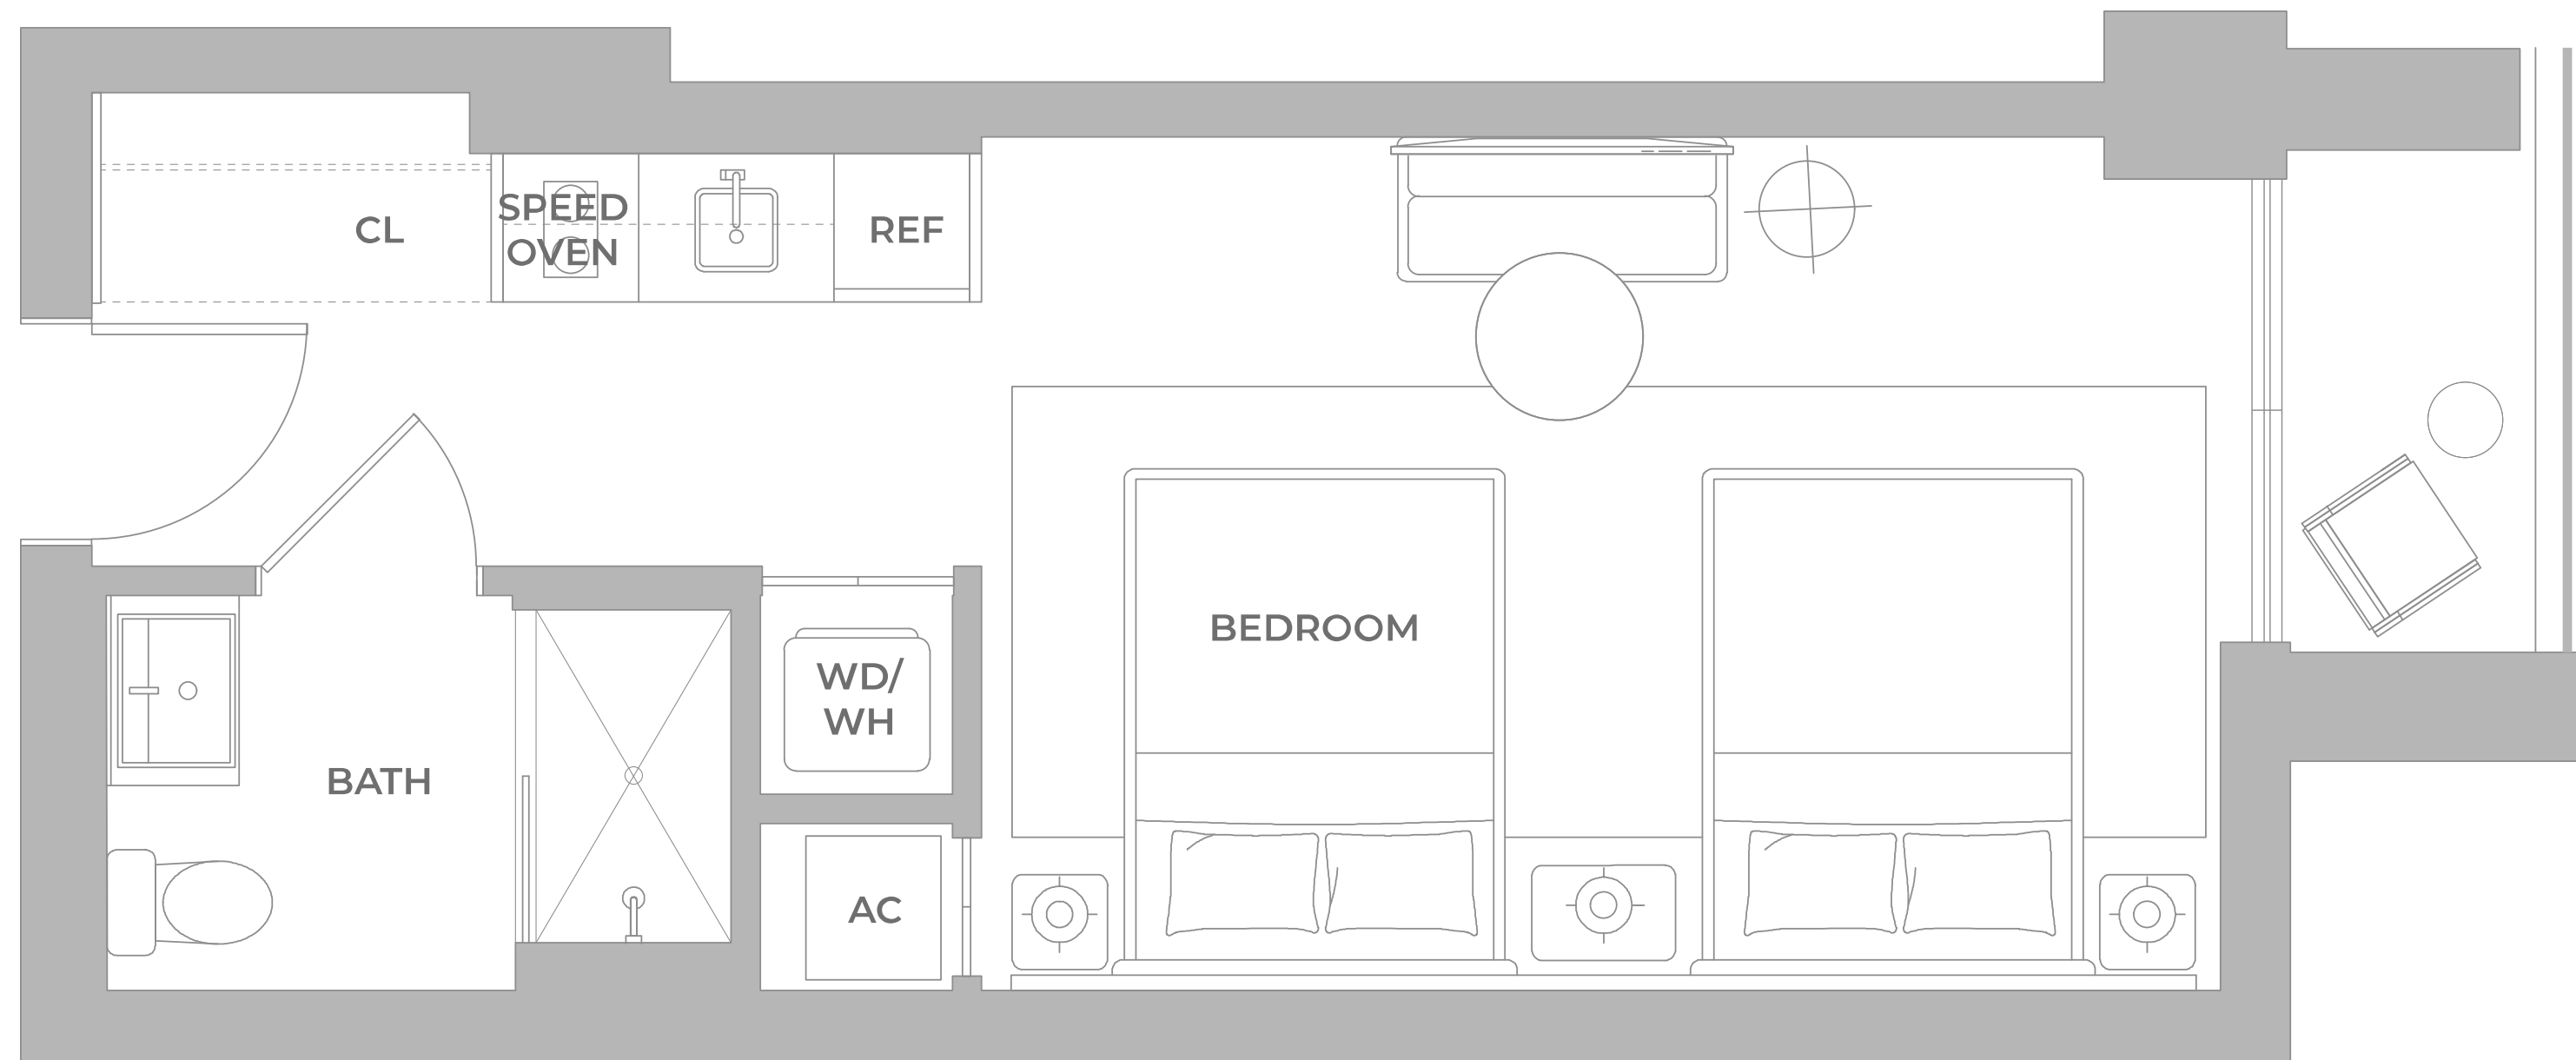 CL
SPEED
OVEN
REF
BEDROOM
WD/
WH
BATH
AC